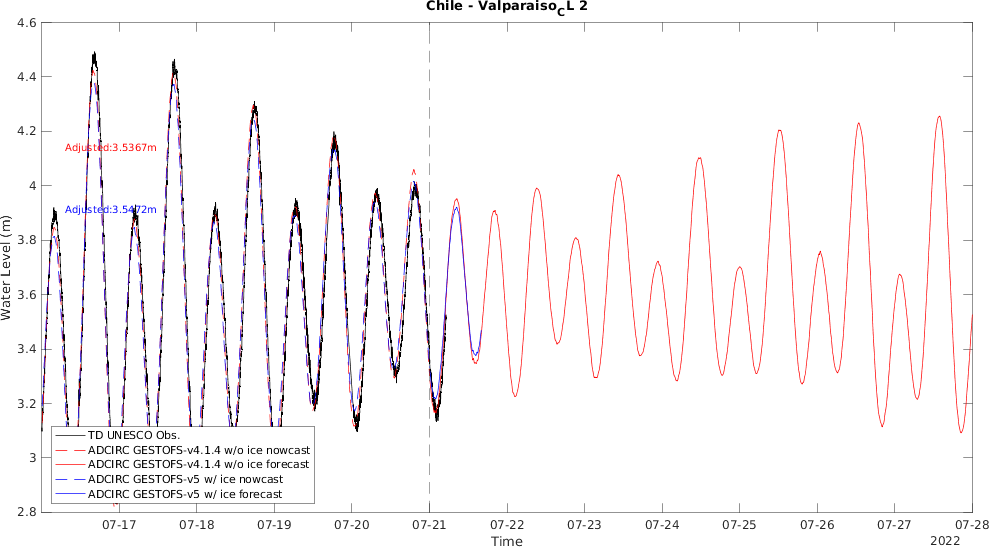 Chile - Valparaiso_CL 2
4.6
4.4
4.2
4
3.8
3.6
3.4
3.2
3
2.8
Water Level (m)
Adjusted:3.5367m
Adjusted:3.5472m
TD UNESCO Obs.
ADCIRC GESTOFS-v4.1.4 w/o ice nowcast
ADCIRC GESTOFS-v4.1.4 w/o ice forecast
ADCIRC GESTOFS-v5 w/ ice nowcast
ADCIRC GESTOFS-v5 w/ ice forecast
07-17 07-18 07-19 07-20 07-21 07-22 07-23 07-24 07-25 07-26 07-27 07-28
Time
2022